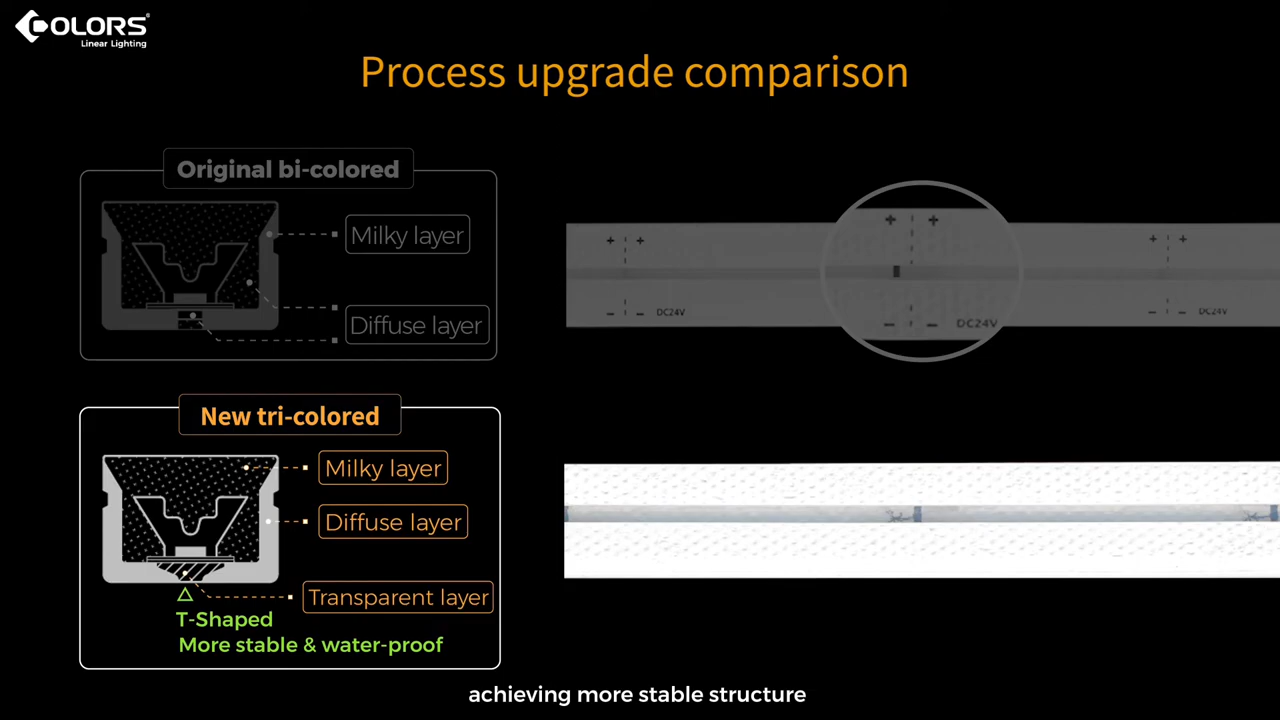 COLORS®
Linear Lighting
Process upgrade comparison
Original bi-colored
Milky layer
Diffuse layer
+ +
+ +
+ +
- -
DC24V
- -
DC24V
- -
DC24V
New tri-colored
Milky layer
Diffuse layer
Transparent layer
T-Shaped
More stable & water-proof
achieving more stable structure